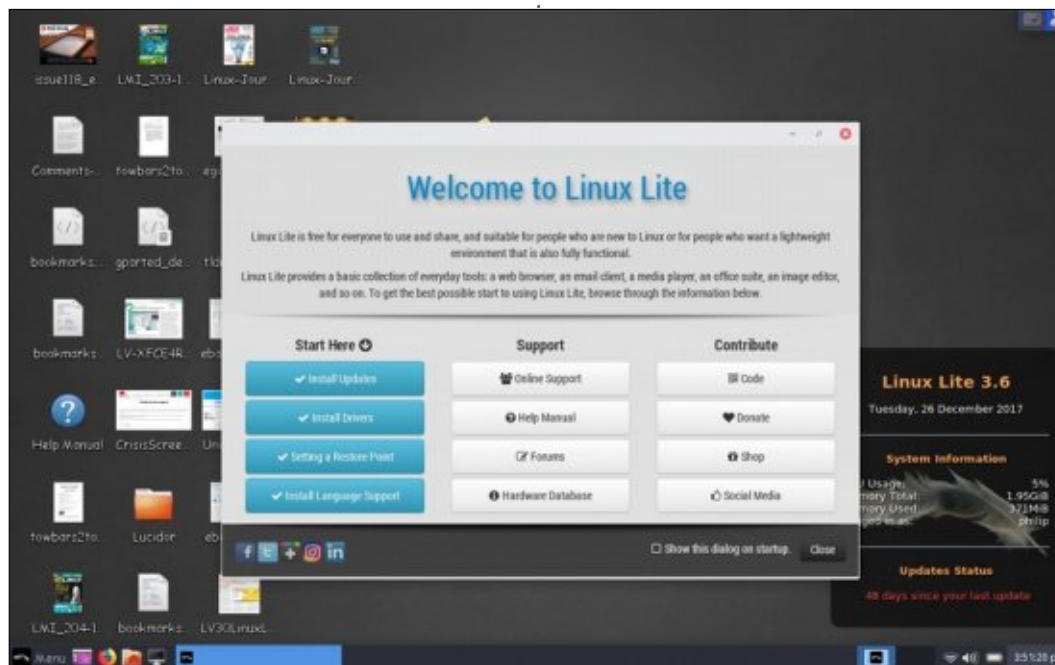 issue118_e...
LMI_203-1...
Linux-Jour...
Linux-Jour...
Comments-...
towbars2to...
bookmarks...
gparted_de...
bookmarks
LV-XFCE4R...
Help Manual
CrisisScree...
towbars2to...
Lucidor
LMI_204-1...
bookmarks
LV30LinuxL...
Welcome to Linux Lite
Linux Lite is free for everyone to use and share, and suitable for people who are new to Linux or for people who want a lightweight
environment that is also fully functional.
Linux Lite provides a basic collection of everyday tools: a web browser, an email client, a media player, an office suite, an image editor,
and so on. To get the best possible start to using Linux Lite, browse through the information below.
Start Here
Support
Contribute
Install Updates
Online Support
Code
Install Drivers
Help Manual
Donate
Setting a Restore Point
Forums
Shop
Install Language Support
Hardware Database
Social Media
Show this dialog on startup.
Close
Linux Lite 3.6
Tuesday, 26 December 2017
System Information
Usage: 5%
Total: 1.95GiB
Used: 371MiB
philip
Updates Status
48 days since your last update
Menu
3:51:20